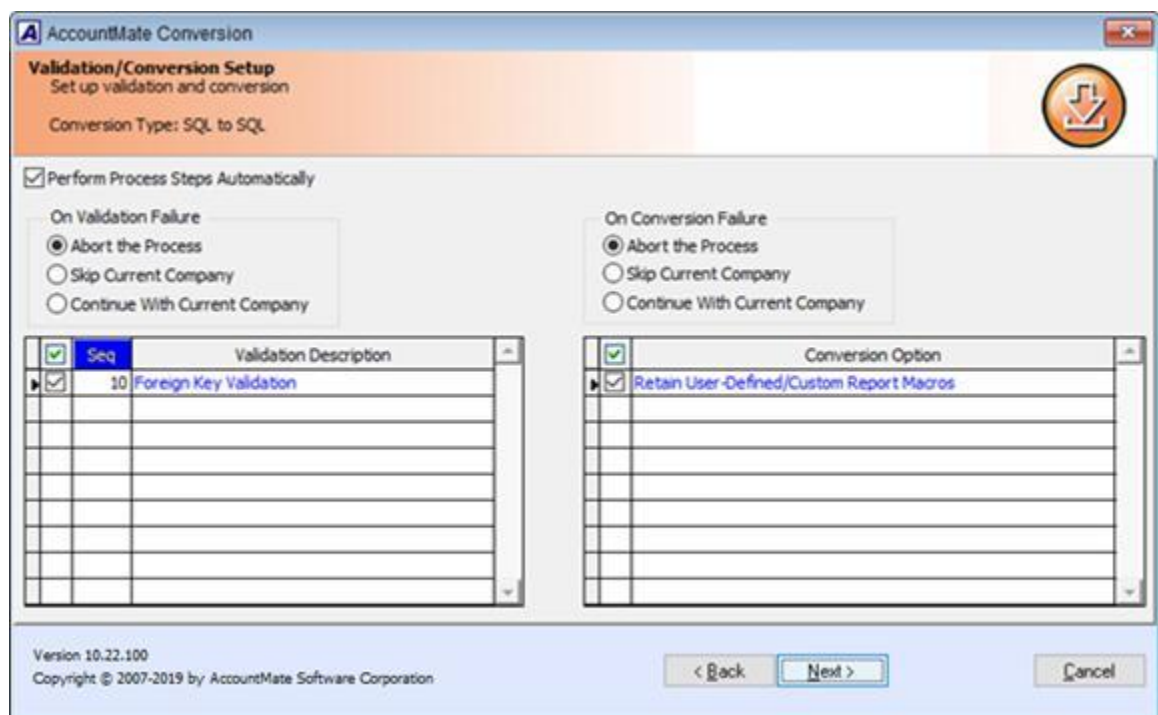 AccountMate Conversion
Validation/Conversion Setup
Set up validation and conversion
Conversion Type: SQL to SQL
Perform Process Steps Automatically
On Validation Failure
Abort the Process
Skip Current Company
Continue With Current Company
On Conversion Failure
Abort the Process
Skip Current Company
Continue With Current Company
Seq Validation Description
10 Foreign Key Validation
Conversion Option
Retain User-Defined/Custom Report Macros
Version 10.22.100
Copyright © 2007-2019 by AccountMate Software Corporation
< Back Next > Cancel